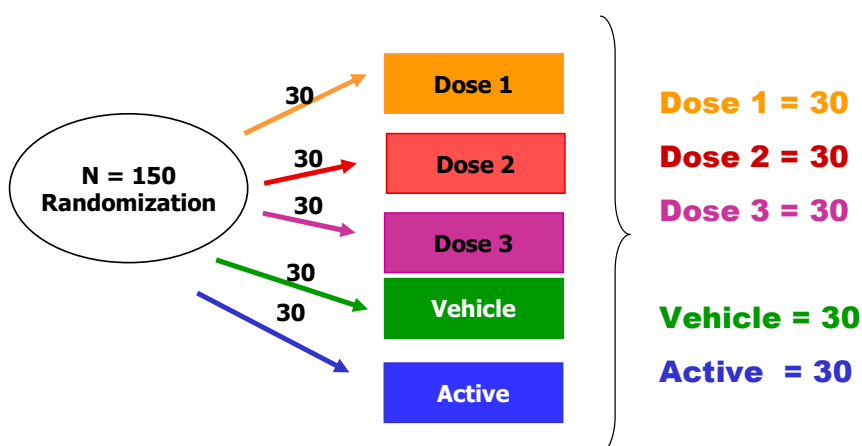 N = 150
Randomization
30
30
30
30
30
Dose 1
Dose 2
Dose 3
Vehicle
Active
Dose 1 = 30
Dose 2 = 30
Dose 3 = 30
Vehicle = 30
Active = 30